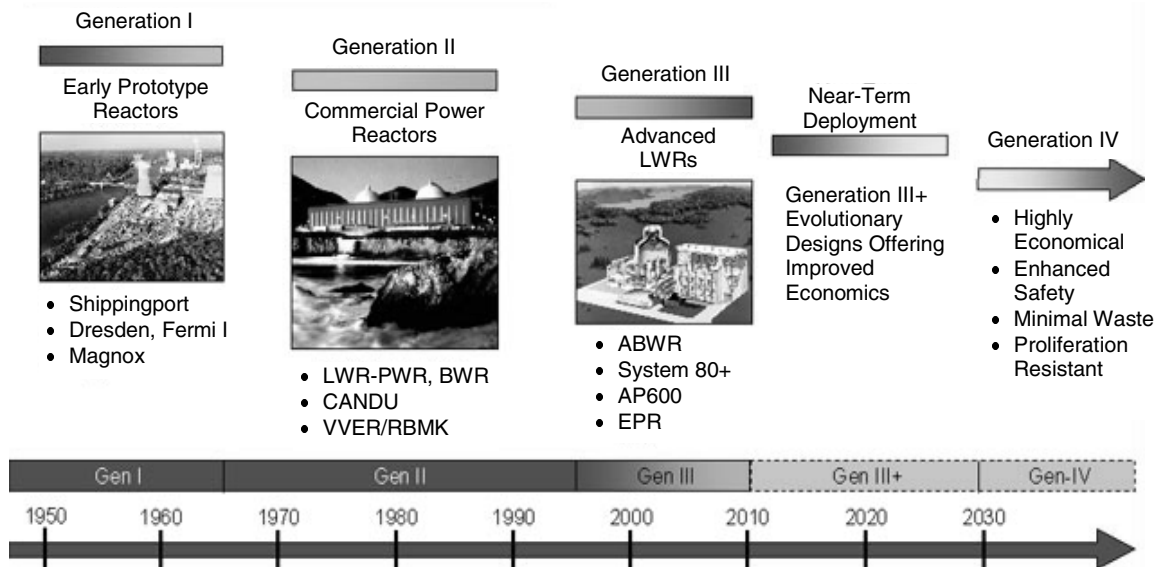 Generation I
Early Prototype
Reactors
• Shippingport
• Dresden, Fermi I
• Magnox
Generation II
Commercial Power
Reactors
• LWR-PWR, BWR
• CANDU
• VVER/RBMK
Generation III
Advanced
LWRs
• ABWR
• System 80+
• AP600
• EPR
Near-Term
Deployment
Generation III+
Evolutionary
Designs Offering
Improved
Economics
Generation IV
• Highly
Economical
• Enhanced
Safety
• Minimal Waste
• Proliferation
Resistant
Gen I Gen II Gen III Gen III+ Gen-IV
1950 1960 1970 1980 1990 2000 2010 2020 2030